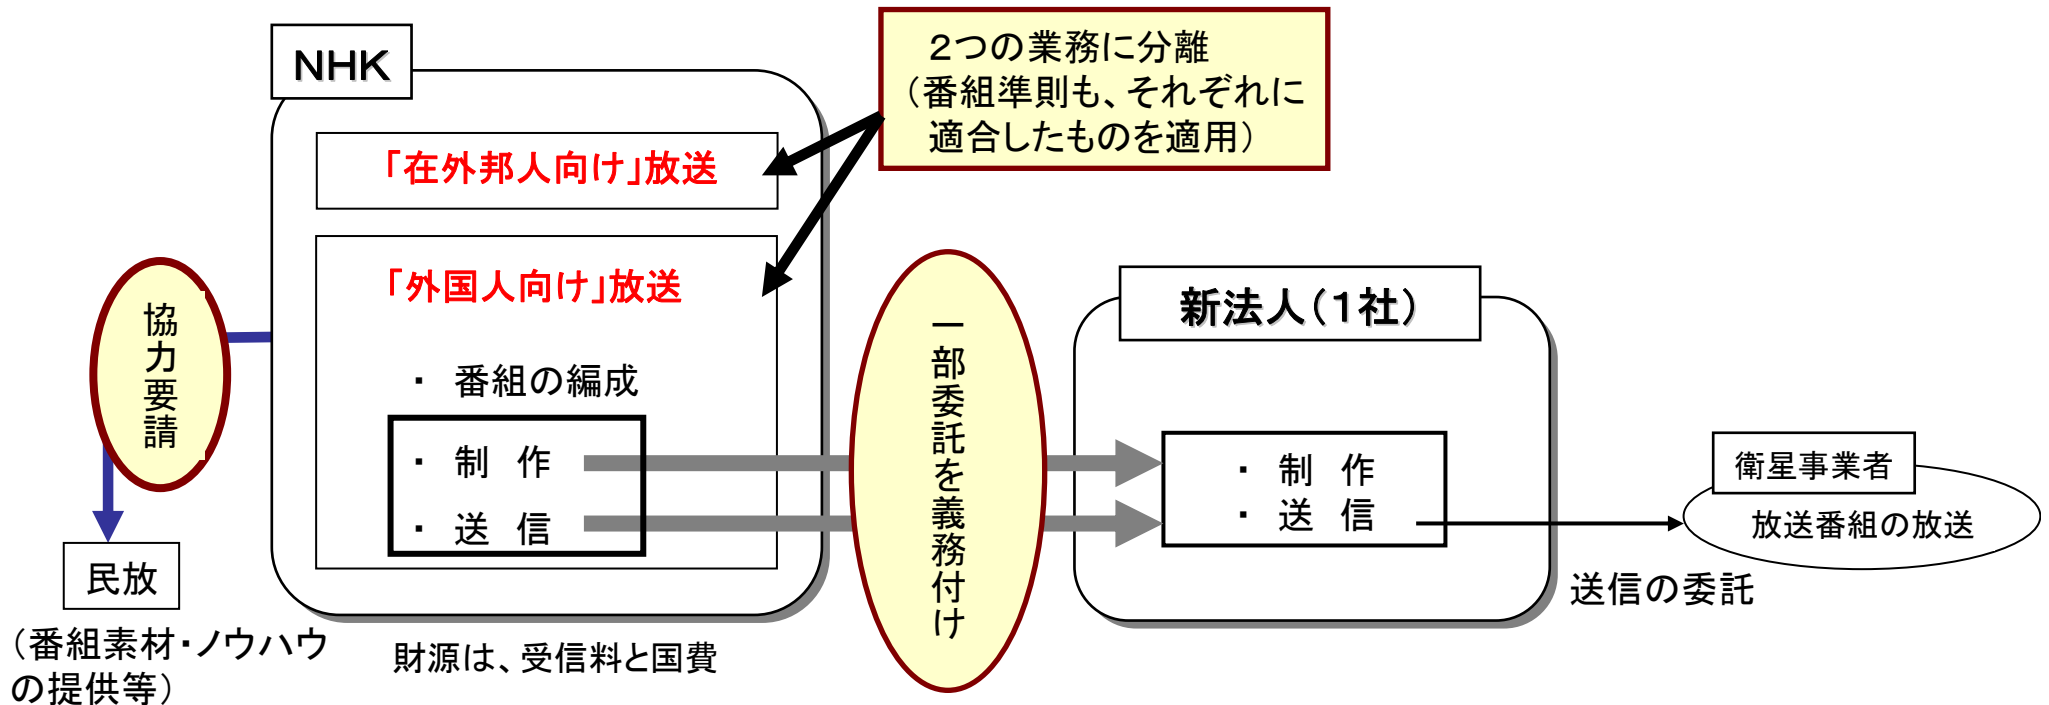 NHK
２つの業務に分離
（番組準則も、それぞれに
適合したものを適用）
「在外邦人向け」放送
「外国人向け」放送
・ 番組の編成
・ 制 作
・ 送 信
協力要請
民放
（番組素材・ノウハウ
の提供等）
財源は、受信料と国費
一部委託を義務付け
新法人（１社）
・ 制 作
・ 送 信
送信の委託
衛星事業者
放送番組の放送